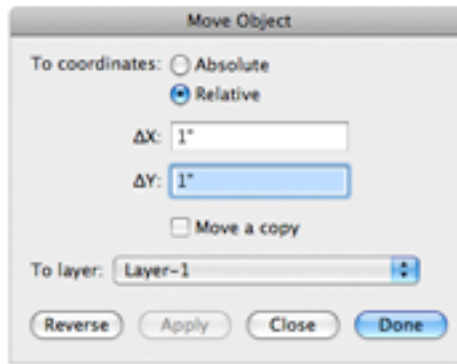 Move Object
To coordinates: Absolute
Relative
ΔX: 1"
ΔY: 1"
Move a copy
To layer: Layer-1
Reverse Apply Close Done